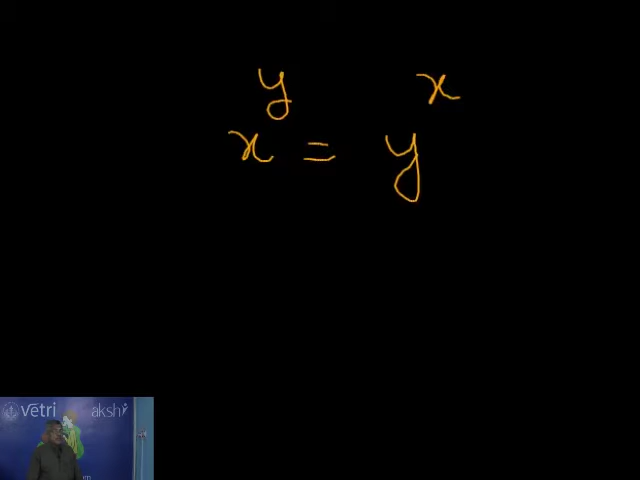 x^y = y^x
vetri akshi